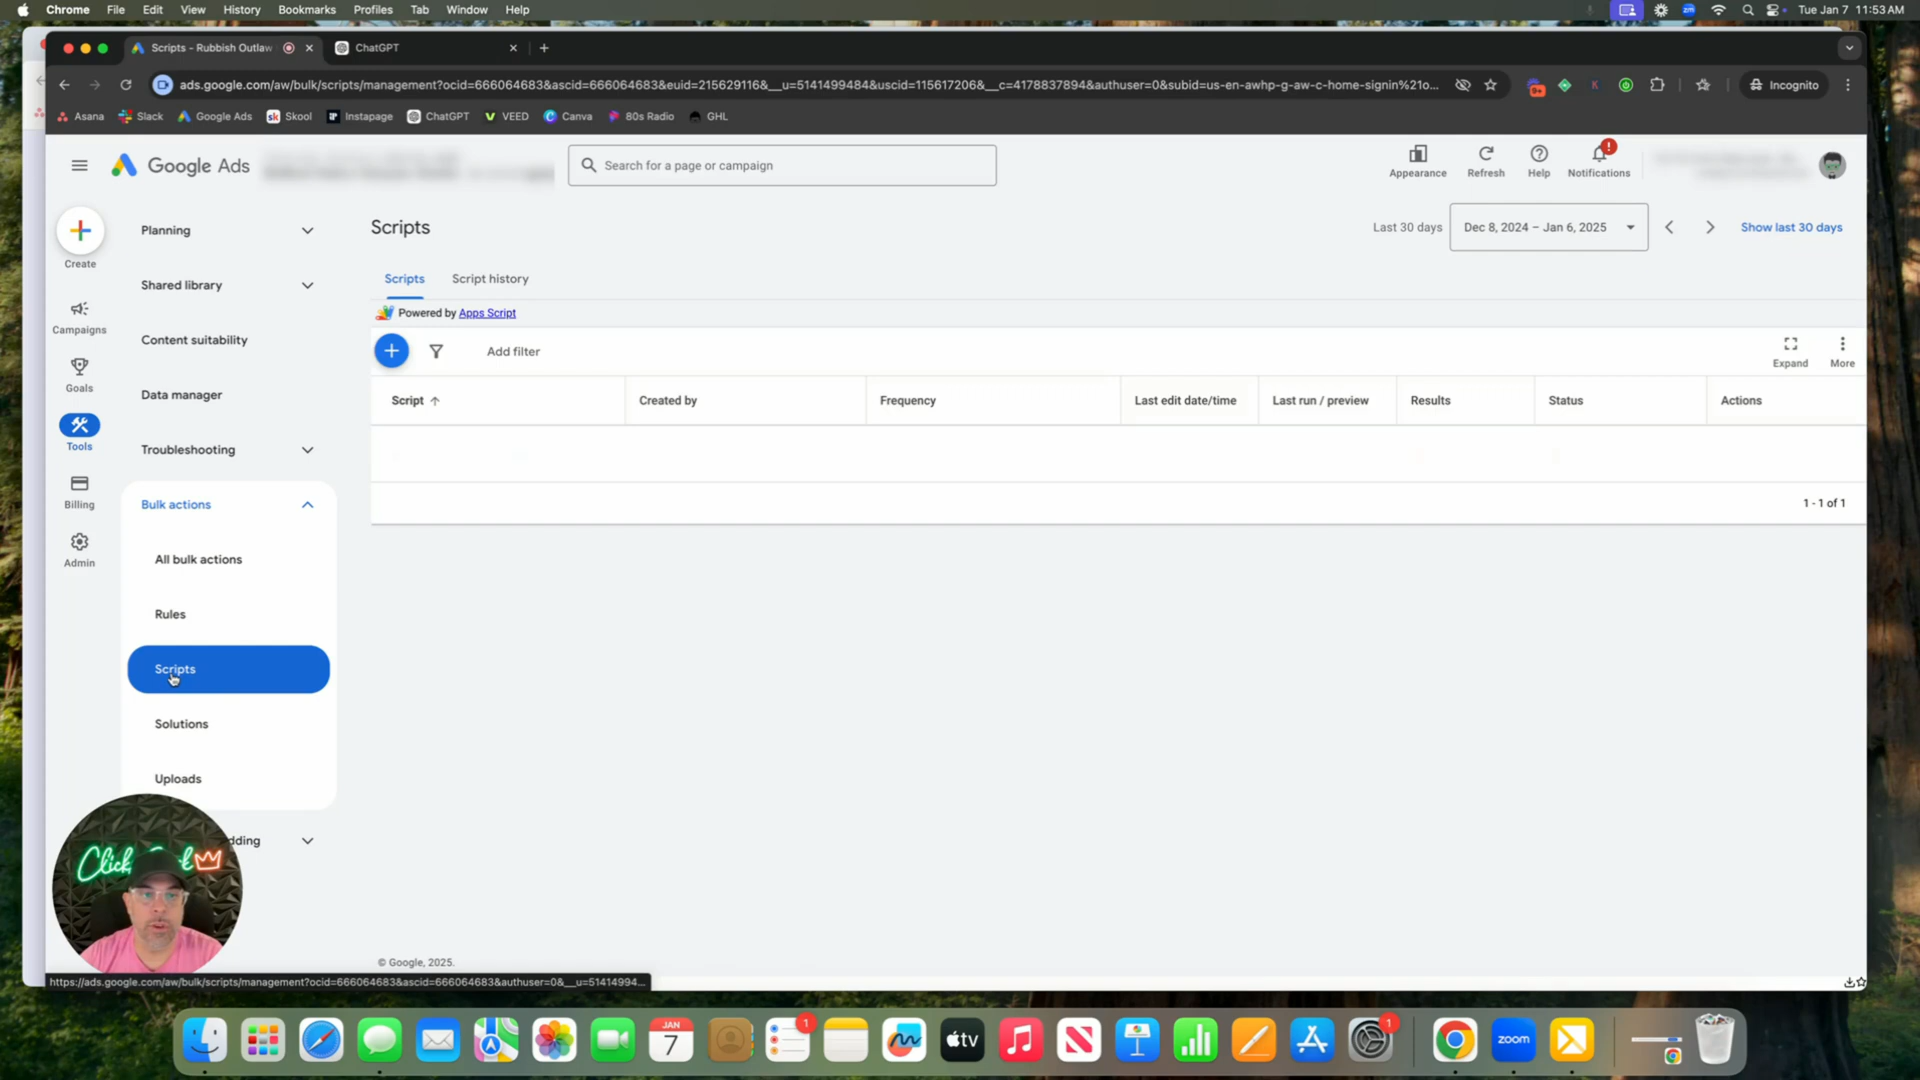 Chrome File Edit View History Bookmarks Profiles Tab Window Help
zm
Tue Jan 7 11:53 AM
Scripts - Rubbish Outlaw
ChatGPT
ads.google.com/aw/bulk/scripts/management?ocid=666064683&ascid=666064683&euid=215629116&__u=5141499484&uscid=115617206&__c=4178837894&authuser=0&subid=us-en-awhp-g-aw-c-home-signin%21o...
Incognito
Asana Slack Google Ads Skool Instapage ChatGPT VEED Canva 80s Radio GHL
Google Ads
Search for a page or campaign
Appearance Refresh Help Notifications
Create
Campaigns
Goals
Tools
Billing
Admin
Planning
Shared library
Content suitability
Data manager
Troubleshooting
Bulk actions
All bulk actions
Rules
Scripts
Solutions
Uploads
dding
Scripts
Last 30 days
Dec 8, 2024 – Jan 6, 2025
Show last 30 days
Scripts Script history
Powered by Apps Script
Add filter
Expand More
Script Created by Frequency Last edit date/time Last run / preview Results Status Actions
1 - 1 of 1
© Google, 2025.
https://ads.google.com/aw/bulk/scripts/management?ocid=666064683&ascid=666064683&authuser=0&__u=51414994...
JAN
7
1
tv
1
zoom